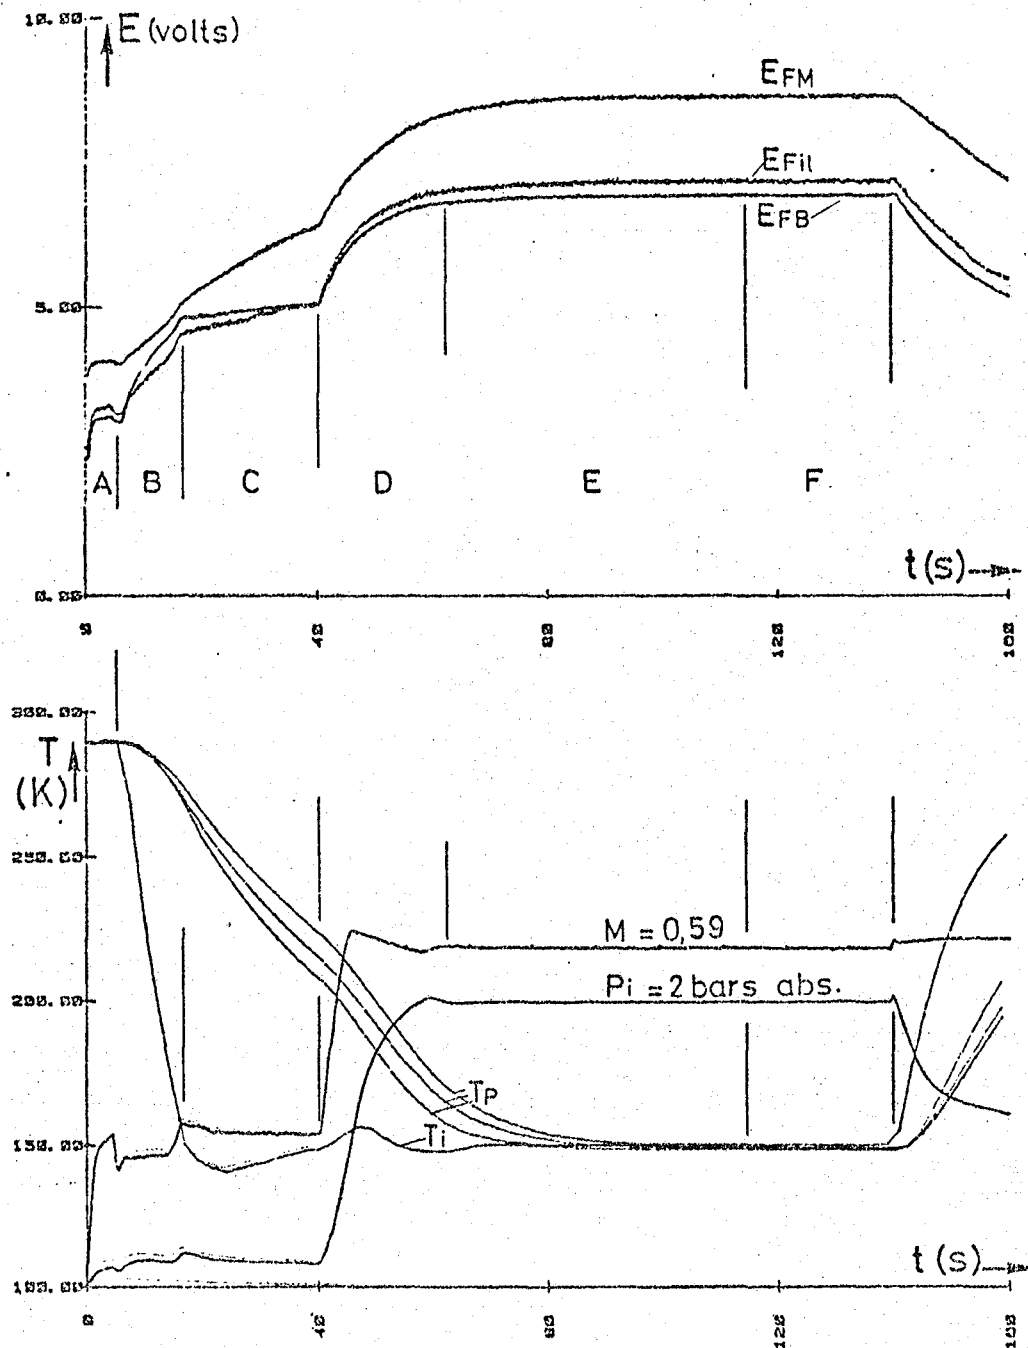 10.00
E (volts)
EFM
EFil
EFB
5.00
A B C D E F
t(s)
0.00
0 40 80 120 160
300.00
T
(K)
250.00
M = 0,59
200.00
Pi = 2 bars abs.
TP
150.00
Ti
t(s)
100.00
0 40 80 120 160